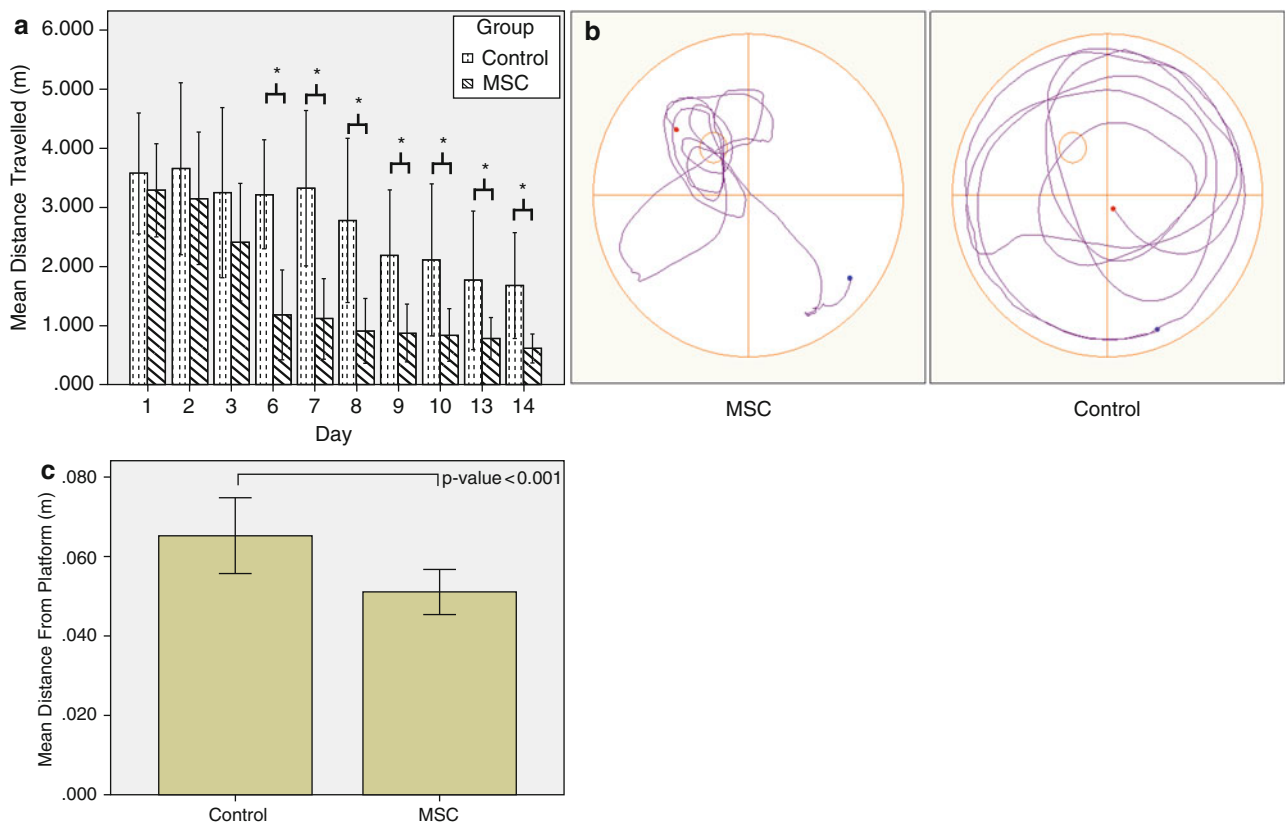 a
6.000
5.000
4.000
3.000
2.000
1.000
.000
Mean Distance Travelled (m)
Group
Control
MSC
* * * * * * *
1 2 3 6 7 8 9 10 13 14
Day
b
MSC
Control
c
.080
.060
.040
.020
.000
Mean Distance From Platform (m)
p-value<0.001
Control
MSC